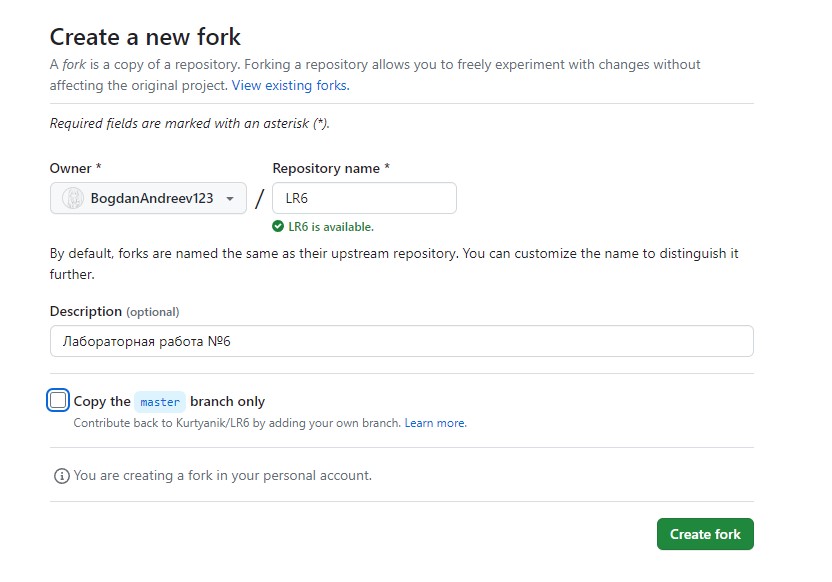 Create a new fork
A fork is a copy of a repository. Forking a repository allows you to freely experiment with changes without
affecting the original project. View existing forks.
Required fields are marked with an asterisk (*).
Owner * Repository name *
BogdanAndreev123 / LR6
LR6 is available.
By default, forks are named the same as their upstream repository. You can customize the name to distinguish it
further.
Description (optional)
Лабораторная работа №6
Copy the master branch only
Contribute back to Kurtyanik/LR6 by adding your own branch. Learn more.
You are creating a fork in your personal account.
Create fork